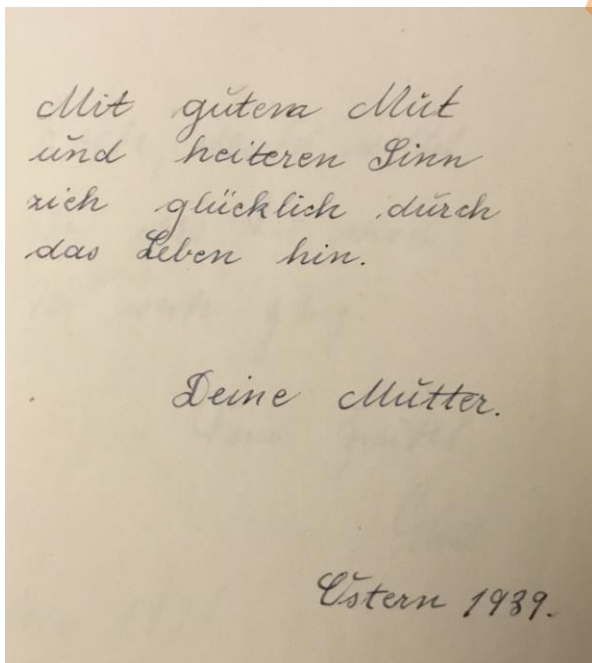 Mit gutem Mut
und heiteren Sinn
zieh glücklich durch
das Leben hin.
Deine Mutter.
Ostern 1939.